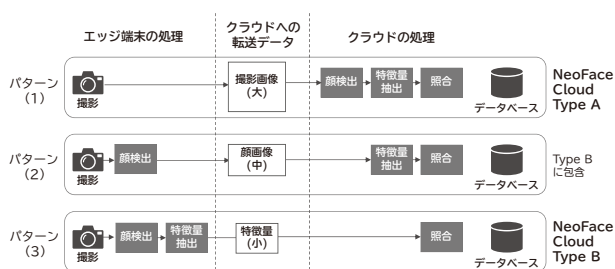 エッジ端末の処理
クラウドへの
転送データ
クラウドの処理
パターン
(1)
撮影
撮影画像
(大)
顔検出
特徴量
抽出
照合
データベース
NeoFace
Cloud
Type A
パターン
(2)
撮影
顔検出
顔画像
(中)
特徴量
抽出
照合
データベース
Type B
に包含
パターン
(3)
撮影
顔検出
特徴量
抽出
特徴量
(小)
照合
データベース
NeoFace
Cloud
Type B